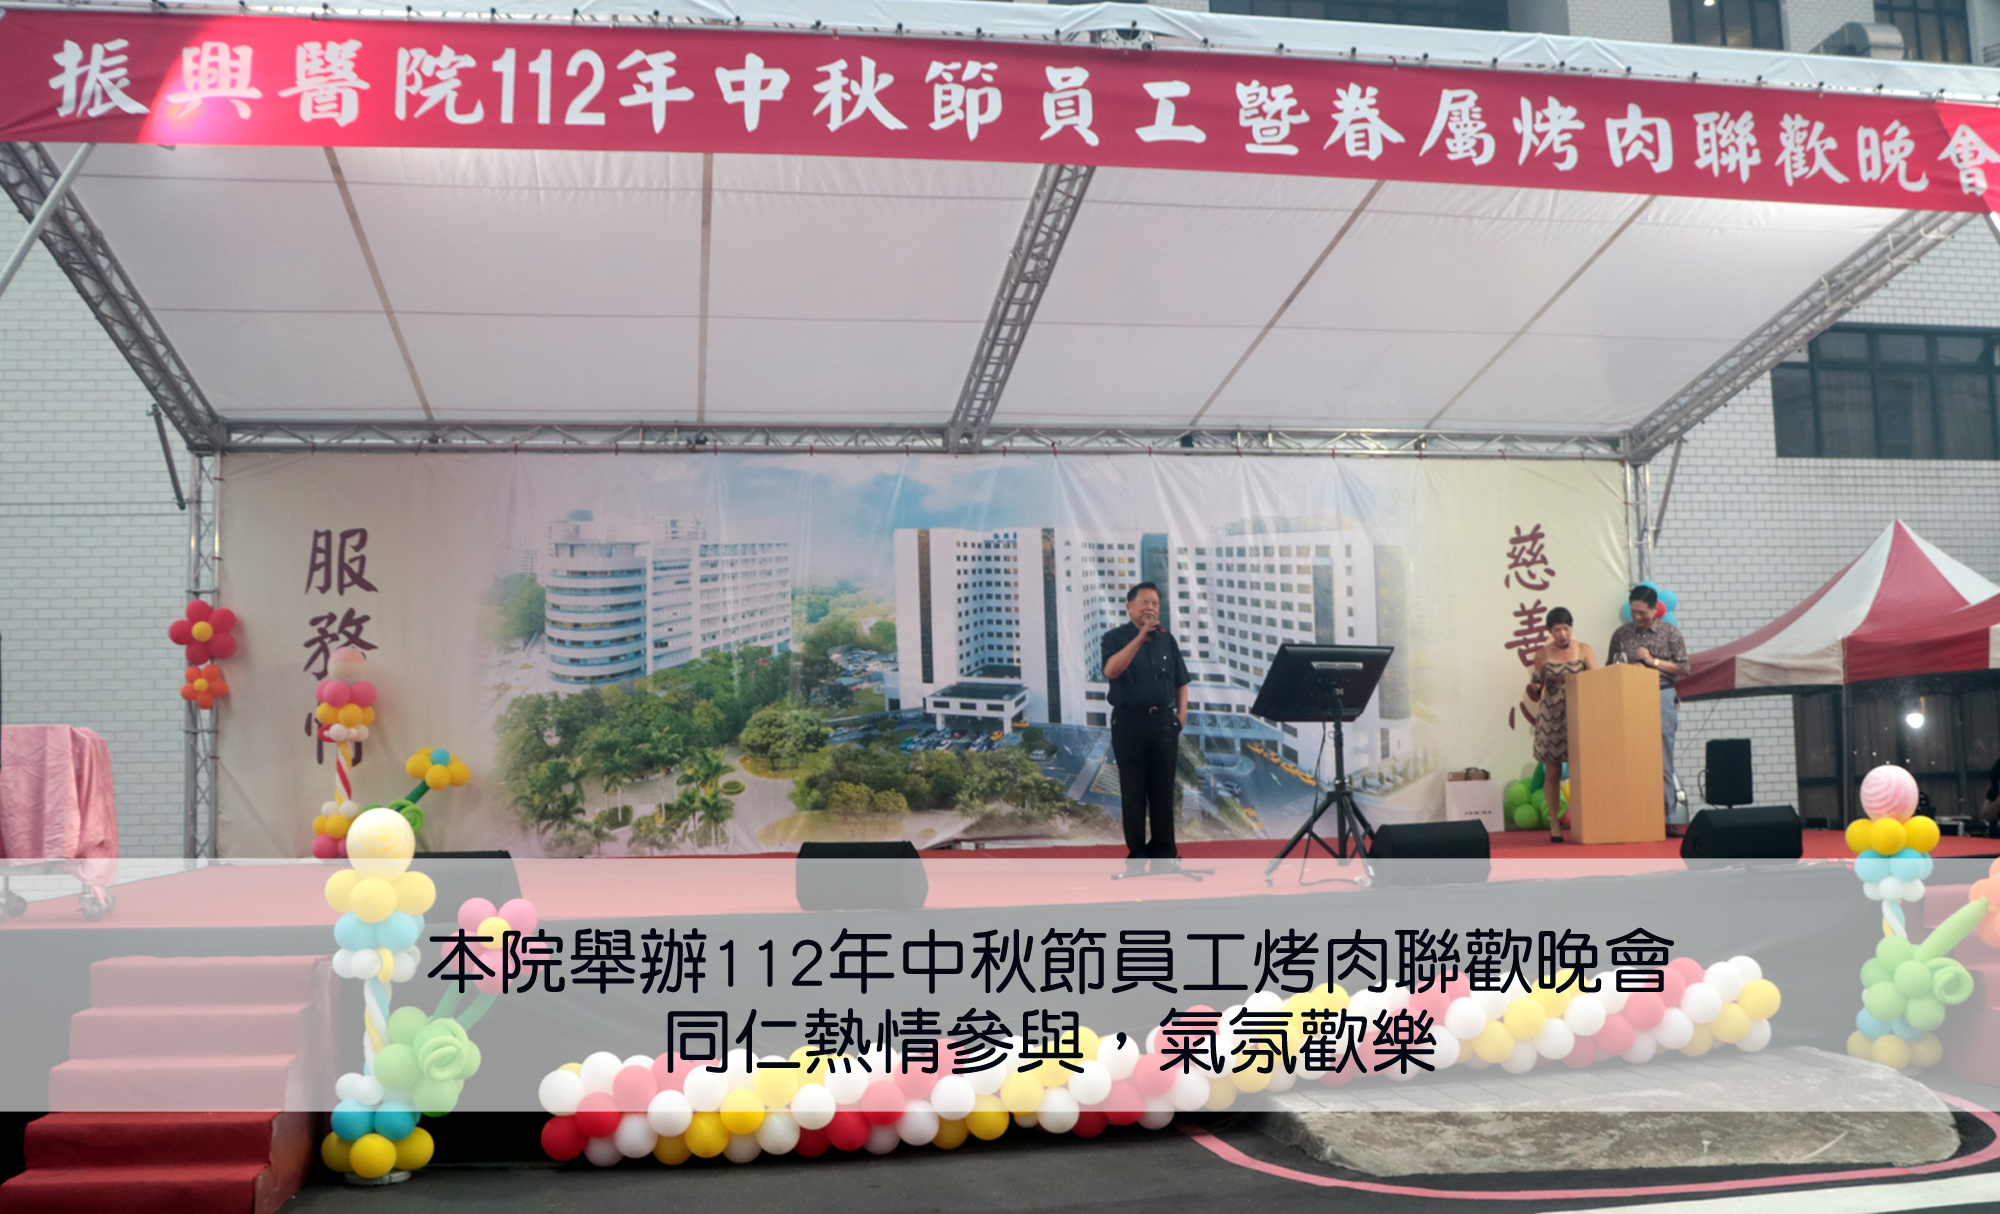 振興醫院112年中秋節員工暨眷屬烤肉聯歡晚會
服務情
慈善心
本院舉辦112年中秋節員工烤肉聯歡晚會
同仁熱情參與，氣氛歡樂